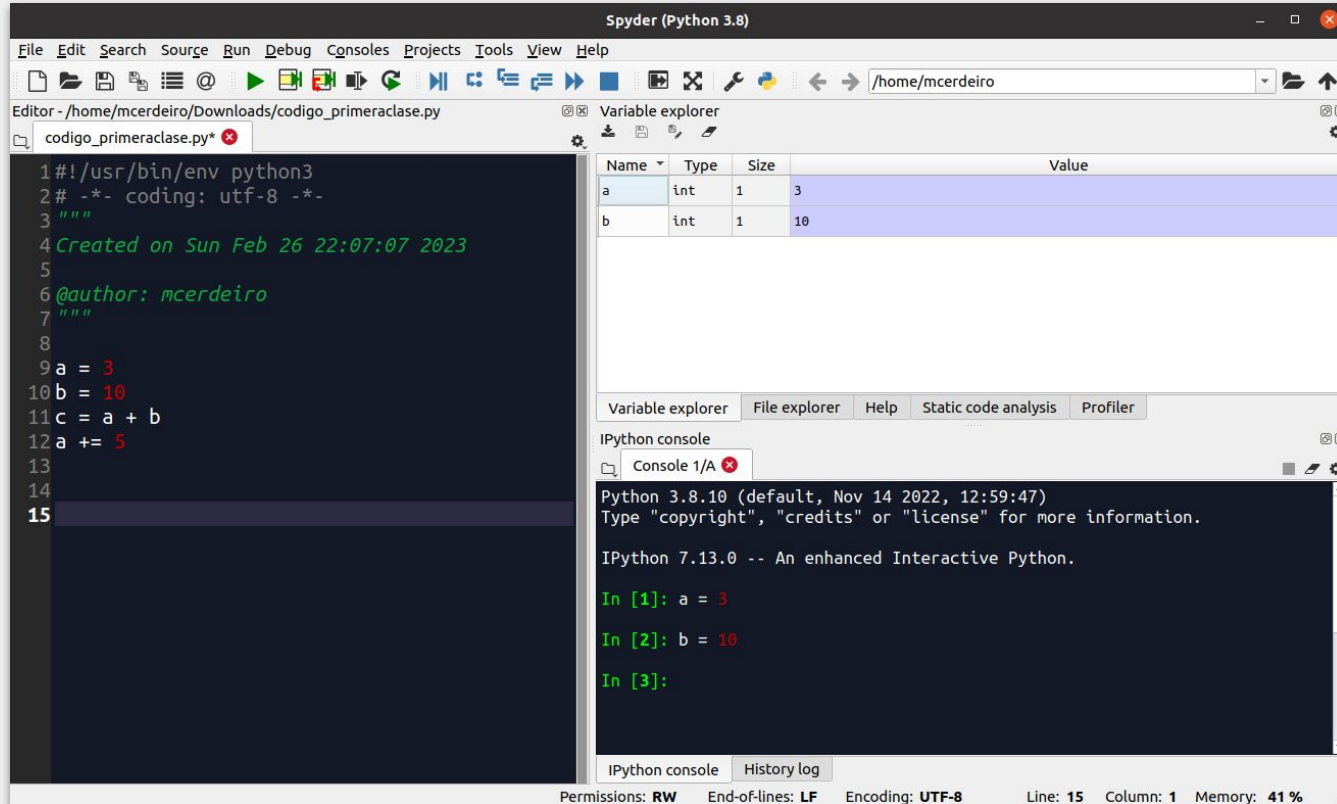 Spyder (Python 3.8)
File Edit Search Source Run Debug Consoles Projects Tools View Help
/home/mcerdeiro
Editor - /home/mcerdeiro/Downloads/codigo_primeraclase.py
codigo_primeraclase.py*
1 #!/usr/bin/env python3
2 # -*- coding: utf-8 -*-
3 """
4 Created on Sun Feb 26 22:07:07 2023
5
6 @author: mcerdeiro
7 """
8
9 a = 3
10 b = 10
11 c = a + b
12 a += 5
13
14
15
Variable explorer
Name Type Size Value
a int 1 3
b int 1 10
Variable explorer File explorer Help Static code analysis Profiler
IPython console
Console 1/A
Python 3.8.10 (default, Nov 14 2022, 12:59:47)
Type "copyright", "credits" or "license" for more information.
IPython 7.13.0 -- An enhanced Interactive Python.
In [1]: a = 3
In [2]: b = 10
In [3]:
IPython console History log
Permissions: RW End-of-lines: LF Encoding: UTF-8 Line: 15 Column: 1 Memory: 41 %